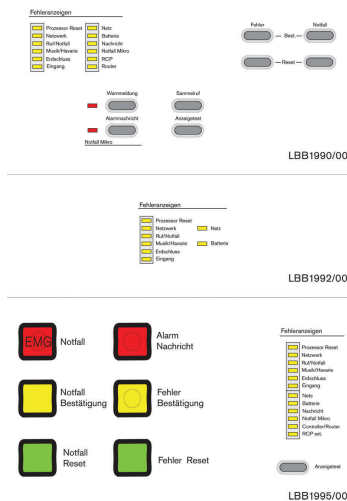 Fehleranzeigen
Prozessor Reset
Netzwerk
Ruf/Notfall
Musik/Havarie
Erdschluss
Eingang
Netz
Batterie
Nachricht
Notfall Mikro
RCP
Router
Fehler
Notfall
Best.
Reset
Warnmeldung
Sammelruf
Alarmnachricht
Anzeigetest
Notfall Mikro
LBB1990/00
Fehleranzeigen
Prozessor Reset
Netzwerk
Ruf/Notfall
Musik/Havarie
Erdschluss
Eingang
Netz
Batterie
LBB1992/00
EMG
Notfall
Alarm
Nachricht
Notfall
Bestätigung
Fehler
Bestätigung
Notfall
Reset
Fehler Reset
Fehleranzeigen
Prozessor Reset
Netzwerk
Ruf/Notfall
Musik/Havarie
Erdschluss
Eingang
Nets
Batterie
Nachricht
Notfall Mikro
Controller/Router
RCP ext.
Anzeigetest
LBB1995/00